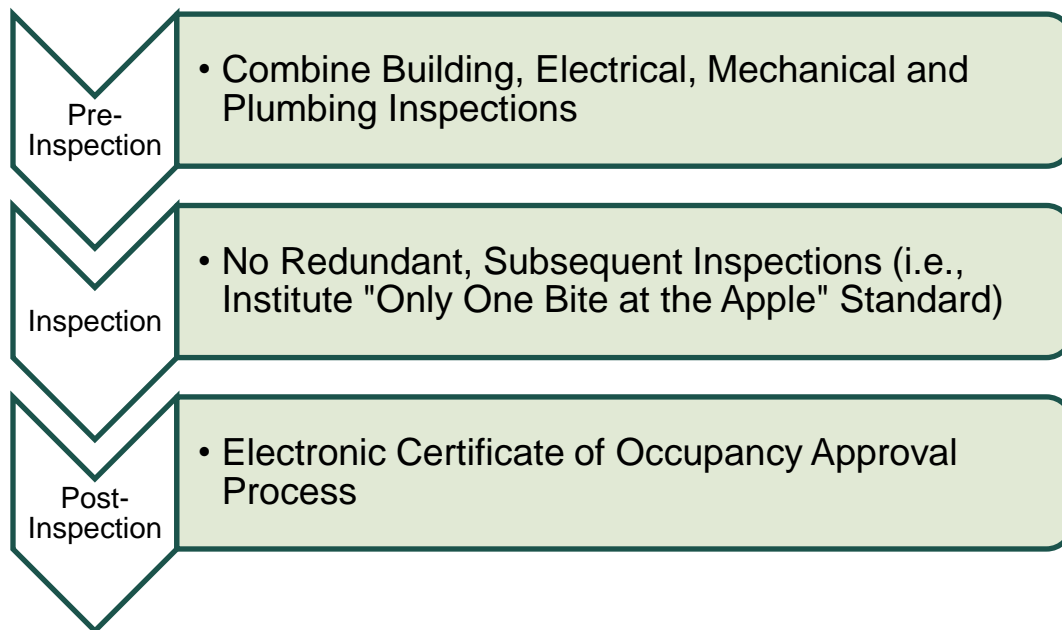 Pre-
Inspection
• Combine Building, Electrical, Mechanical and
Plumbing Inspections
Inspection
• No Redundant, Subsequent Inspections (i.e.,
Institute "Only One Bite at the Apple" Standard)
Post-
Inspection
• Electronic Certificate of Occupancy Approval
Process